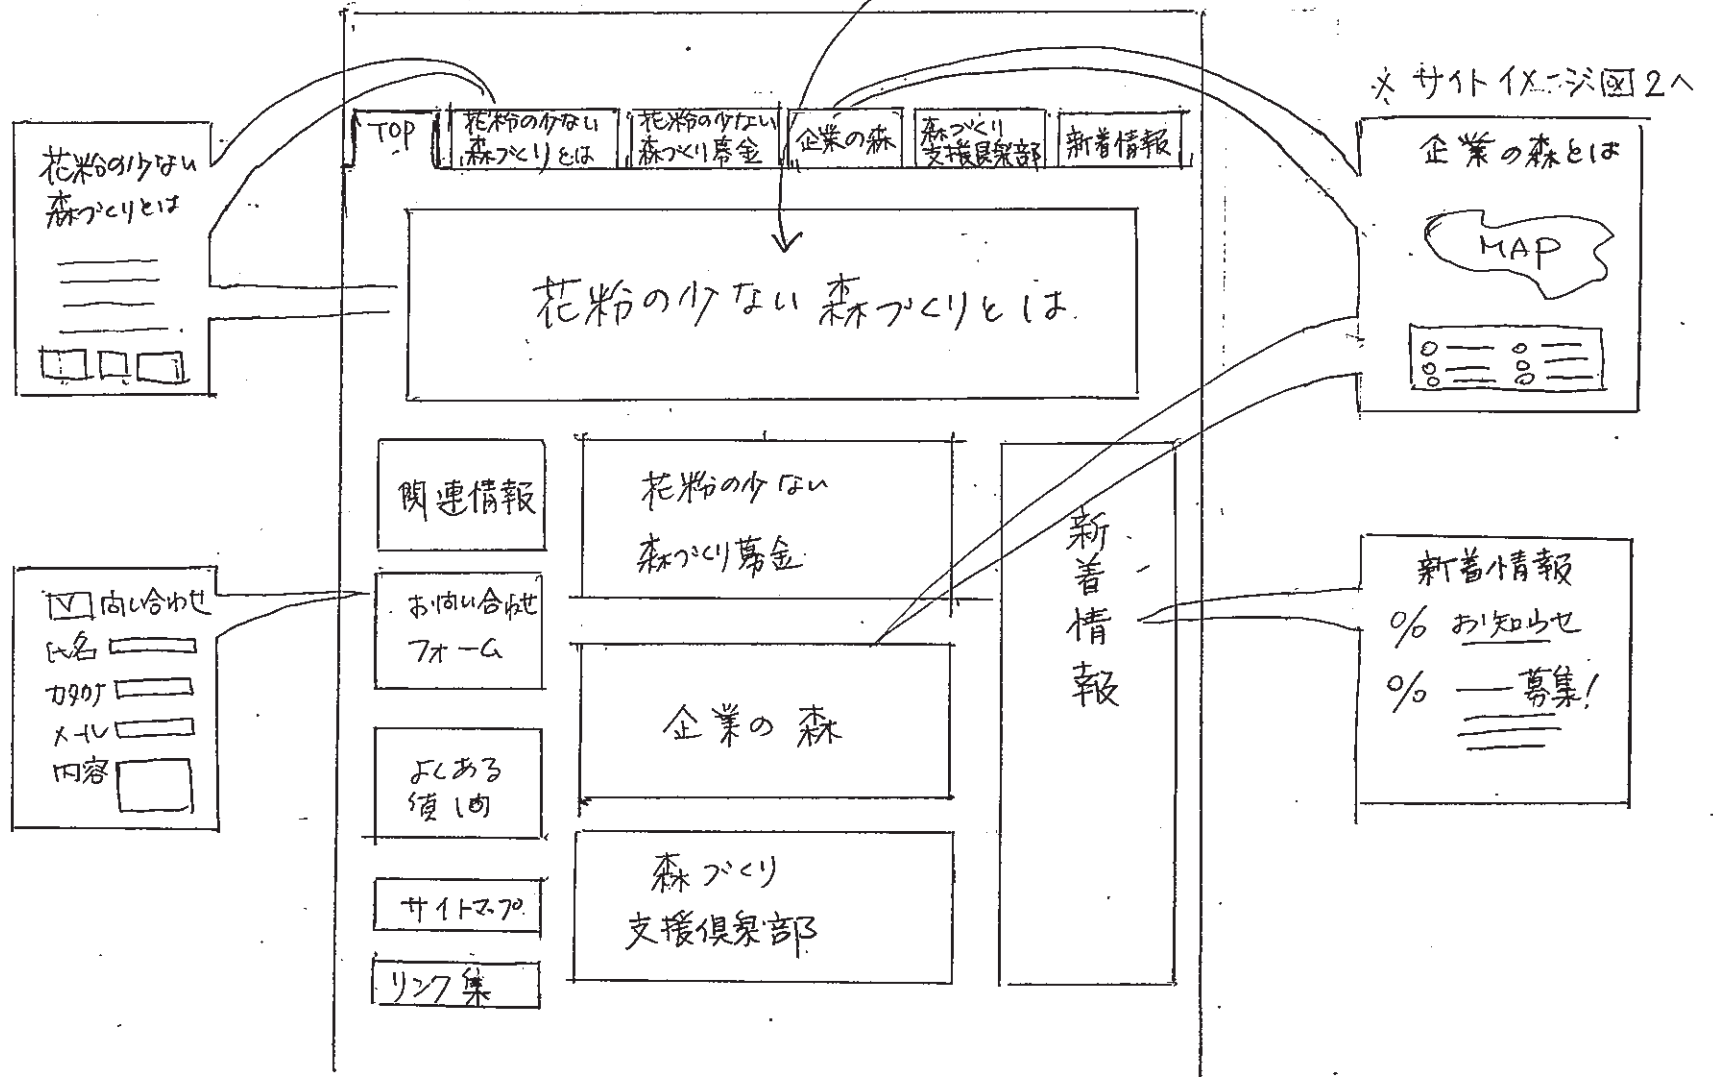 ※ サイトイメージ図2へ
TOP
花粉の少ない
森づくりとは
花粉の少ない
森づくり募金
企業の森
森づくり
支援倶楽部
新着情報
花粉の少ない
森づくりとは
企業の森とは
MAP
花粉の少ない森づくりとは
関連情報
花粉の少ない
森づくり募金
新着情報
お問い合わせ
フォーム
企業の森
よくある
質問
森づくり
支援倶楽部
サイトマップ
リンク集
問い合わせ
氏名
カタカナ
メール
内容
新着情報
% お知らせ
% 募集!